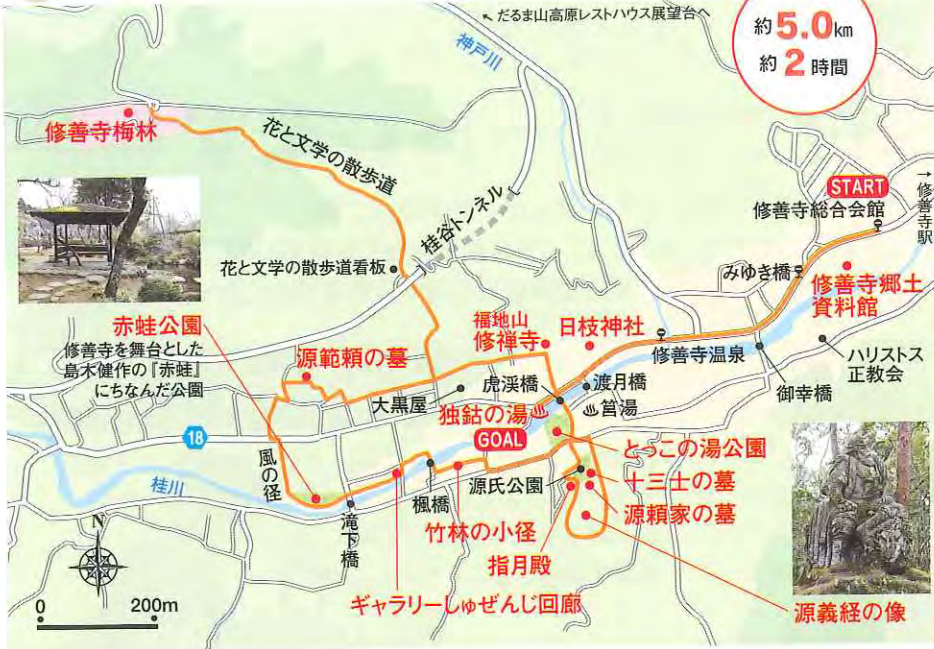 ↖ だるま山高原レストハウス展望台へ
約5.0km
約2時間
神戸川
修善寺梅林
花と文学の散歩道
桂谷トンネル
START
修善寺総合会館
→修善寺駅
花と文学の散歩道看板
みゆき橋
修善寺郷土
資料館
赤蛙公園
修善寺を舞台とした
島木健作の『赤蛙』
にちなんだ公園
源範頼の墓
福地山
修禅寺
日枝神社
修善寺温泉
ハリストス
正教会
大黒屋
虎渓橋
渡月橋
御幸橋
独鈷の湯♨
♨筥湯
GOAL
18
とっこの湯公園
風の径
源氏公園
十三士の墓
桂川
楓橋
源頼家の墓
滝下橋
竹林の小径
指月殿
N
0 200m
ギャラリーしゅぜんじ回廊
源義経の像